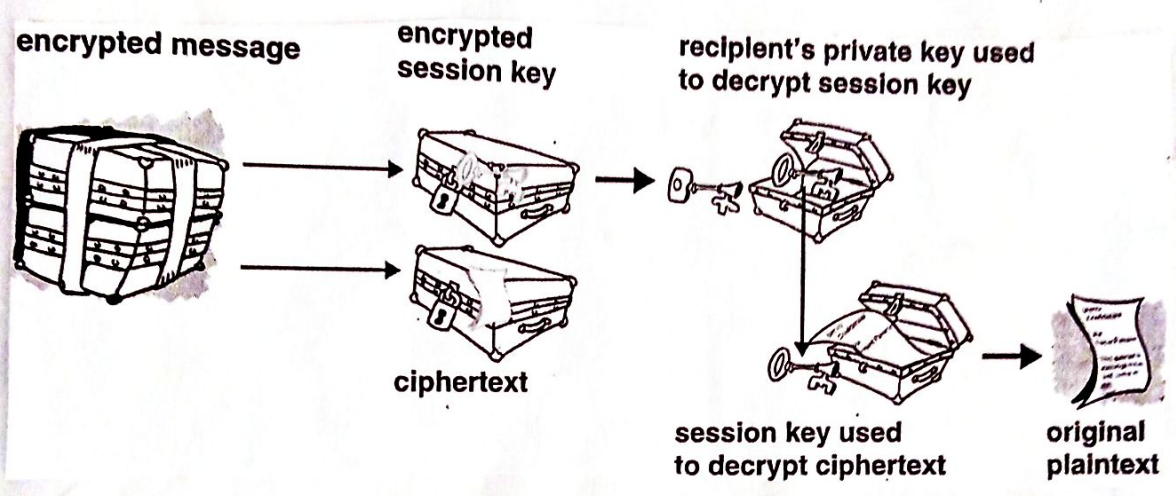 encrypted message
encrypted
session key
recipient's private key used
to decrypt session key
ciphertext
session key used
to decrypt ciphertext
original
plaintext